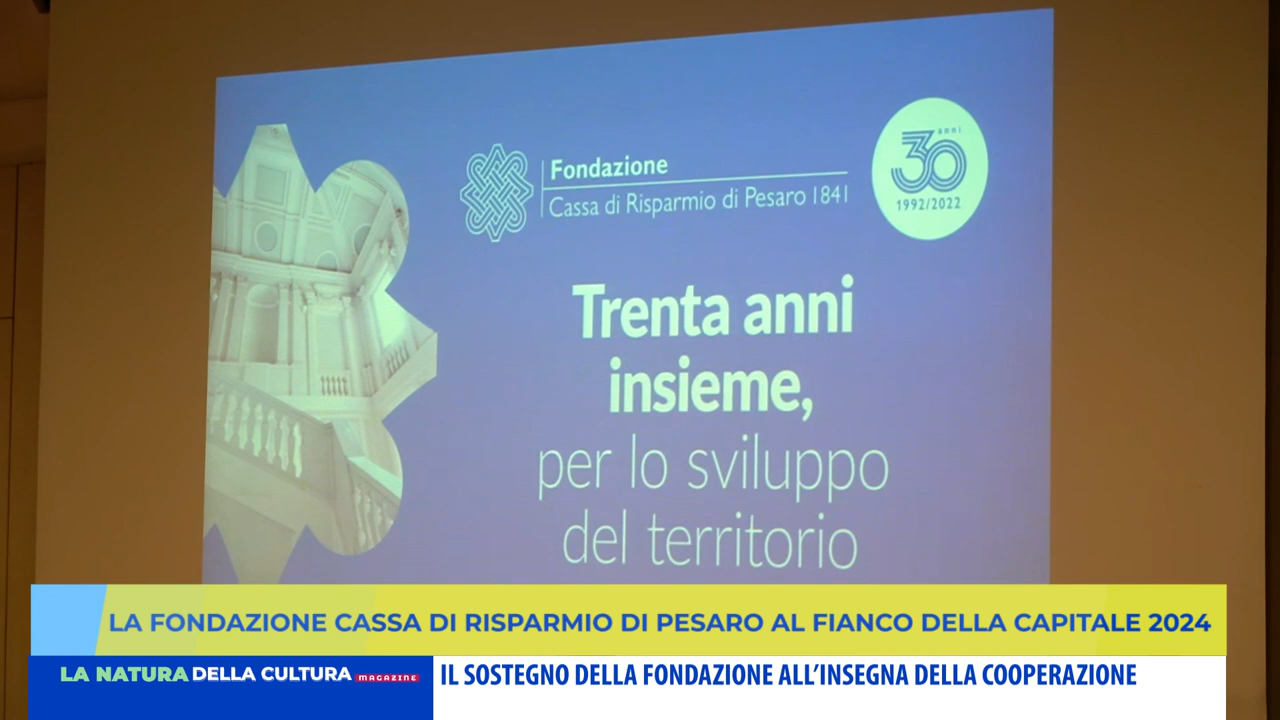 Fondazione
Cassa di Risparmio di Pesaro 1841
anni
30
1992/2022
Trenta anni
insieme,
per lo sviluppo
del territorio
LA FONDAZIONE CASSA DI RISPARMIO DI PESARO AL FIANCO DELLA CAPITALE 2024
LA NATURA DELLA CULTURA MAGAZINE
IL SOSTEGNO DELLA FONDAZIONE ALL’INSEGNA DELLA COOPERAZIONE